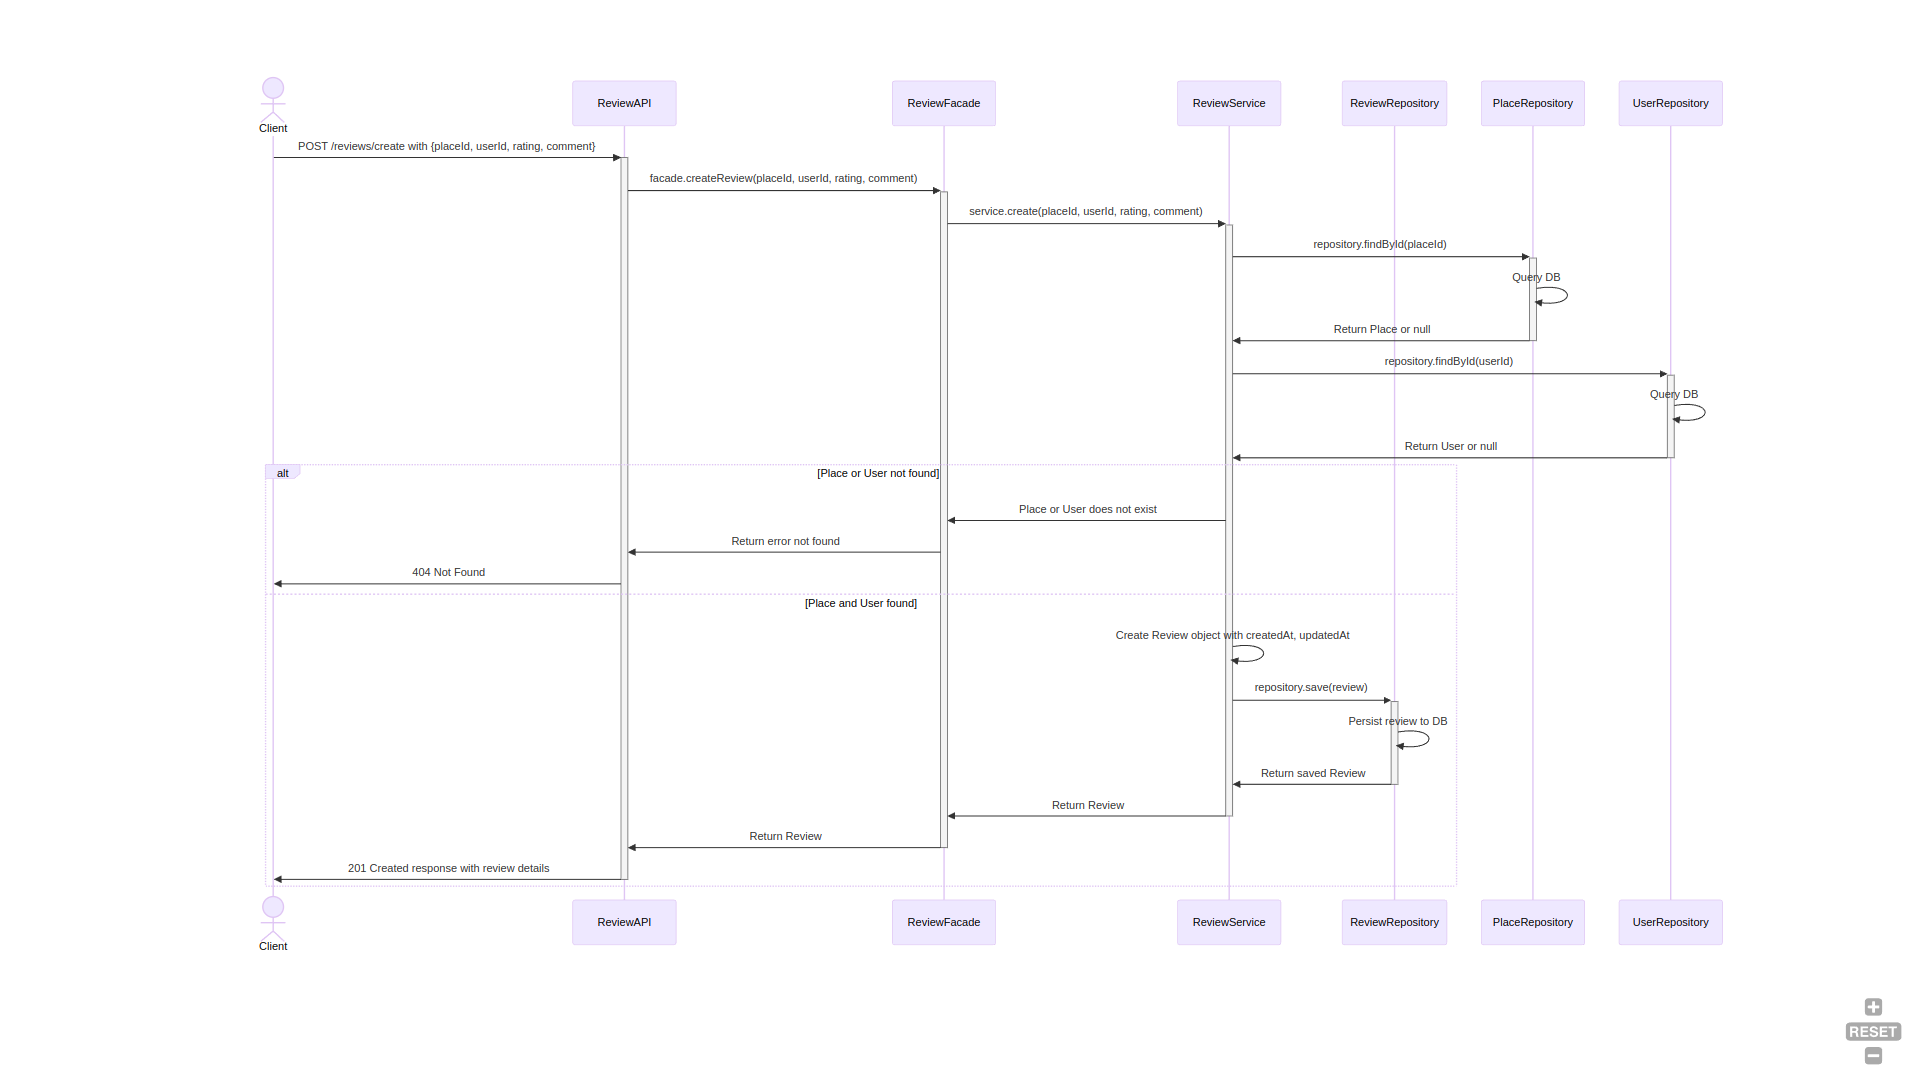 Client
ReviewAPI
ReviewFacade
ReviewService
ReviewRepository
PlaceRepository
UserRepository
POST /reviews/create with {placeId, userId, rating, comment}
facade.createReview(placeId, userId, rating, comment)
service.create(placeId, userId, rating, comment)
repository.findById(placeId)
Query DB
Return Place or null
repository.findById(userId)
Query DB
Return User or null
alt
[Place or User not found]
Place or User does not exist
Return error not found
404 Not Found
[Place and User found]
Create Review object with createdAt, updatedAt
repository.save(review)
Persist review to DB
Return saved Review
Return Review
Return Review
201 Created response with review details
Client
ReviewAPI
ReviewFacade
ReviewService
ReviewRepository
PlaceRepository
UserRepository
RESET